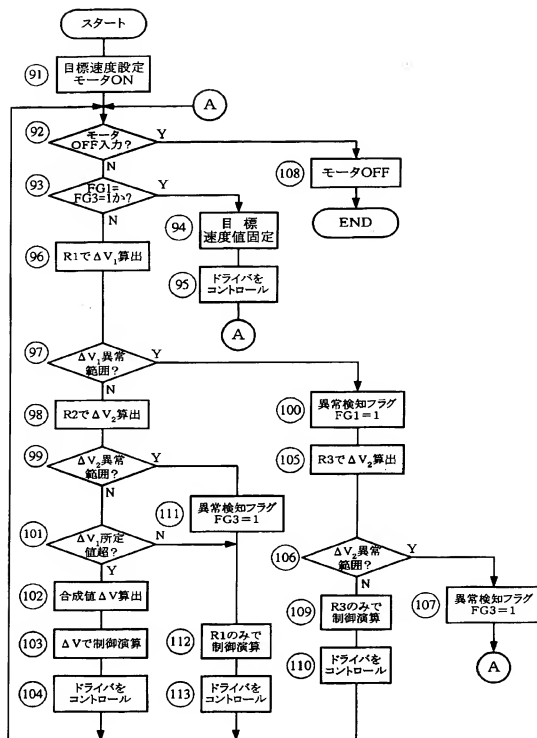 スタート
91
目標速度設定
モータON
A
92
モータ
OFF入力?
Y
N
108
モータOFF
END
93
FG1=
FG3=1か?
Y
N
94
目 標
速度値固定
95
ドライバを
コントロール
A
96
R1でΔV1算出
97
ΔV1異常
範囲?
Y
N
98
R2でΔV2算出
99
ΔV2異常
範囲?
Y
N
100
異常検知フラグ
FG1=1
105
R3でΔV2算出
111
異常検知フラグ
FG3=1
101
ΔV1所定
値超?
N
Y
106
ΔV2異常
範囲?
Y
N
107
異常検知フラグ
FG3=1
A
102
合成値ΔV算出
103
ΔVで制御演算
104
ドライバを
コントロール
112
R1のみで
制御演算
113
ドライバを
コントロール
109
R3のみで
制御演算
110
ドライバを
コントロール